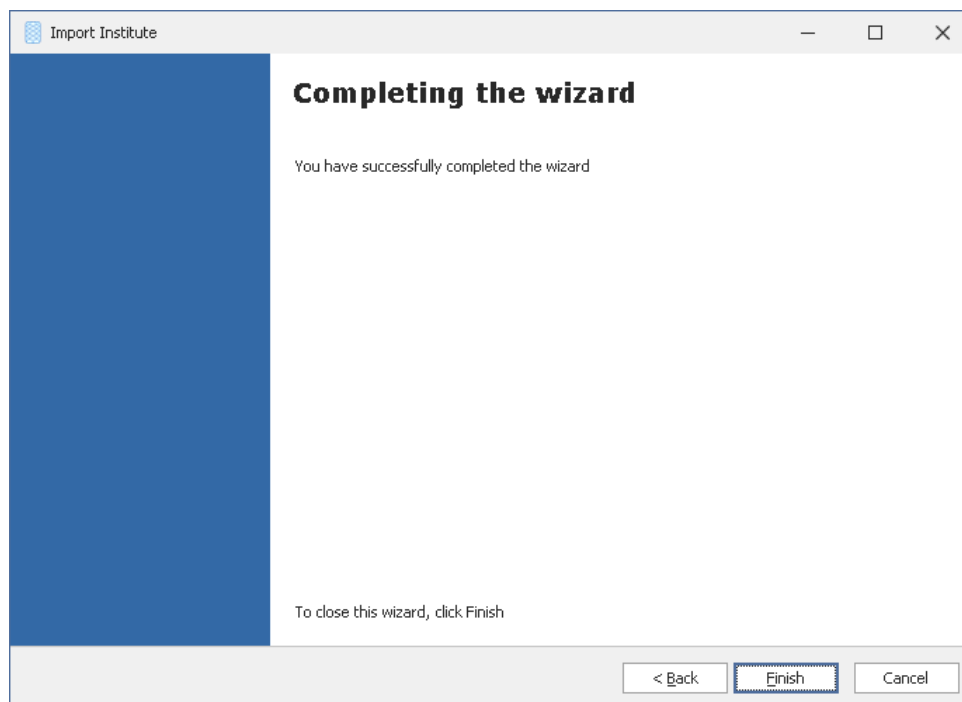 Import Institute
Completing the wizard
You have successfully completed the wizard
To close this wizard, click Finish
< Back
Finish
Cancel